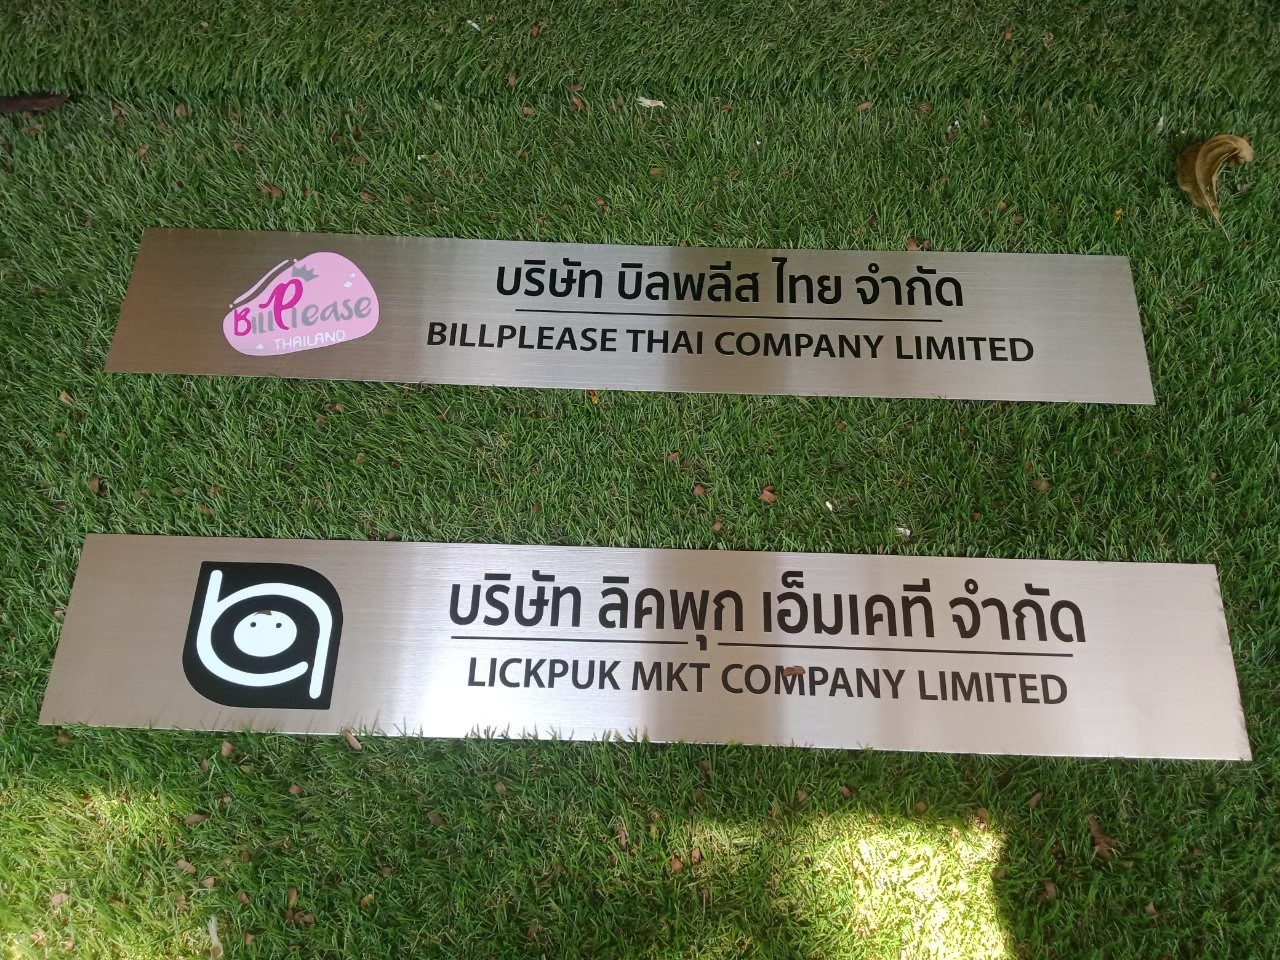 BillPlease
THAILAND
บริษัท บิลพลีส ไทย จำกัด
BILLPLEASE THAI COMPANY LIMITED
บริษัท ลิคพุก เอ็มเคที จำกัด
LICKPUK MKT COMPANY LIMITED